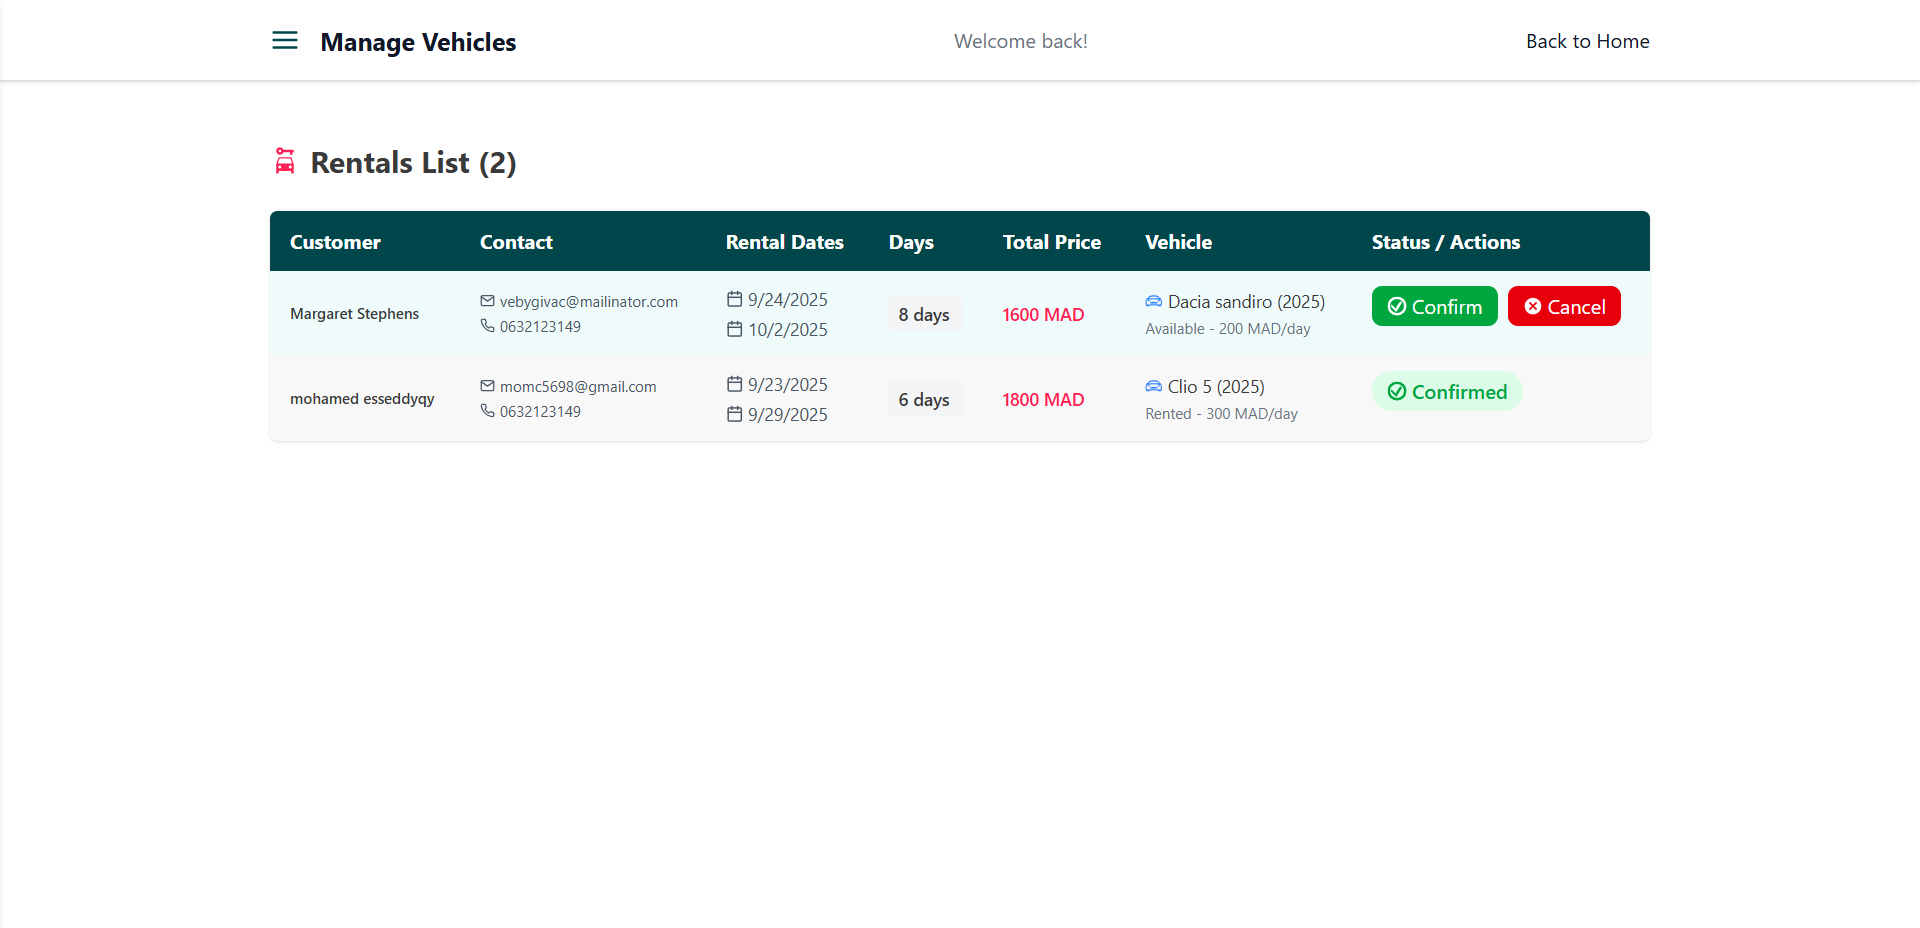 Manage Vehicles
Welcome back!
Back to Home
Rentals List (2)
Customer Contact Rental Dates Days Total Price Vehicle Status / Actions
Margaret Stephens
vebygivac@mailinator.com
0632123149
9/24/2025
10/2/2025
8 days
1600 MAD
Dacia sandiro (2025)
Available - 200 MAD/day
Confirm
Cancel
mohamed esseddyqy
momc5698@gmail.com
0632123149
9/23/2025
9/29/2025
6 days
1800 MAD
Clio 5 (2025)
Rented - 300 MAD/day
Confirmed